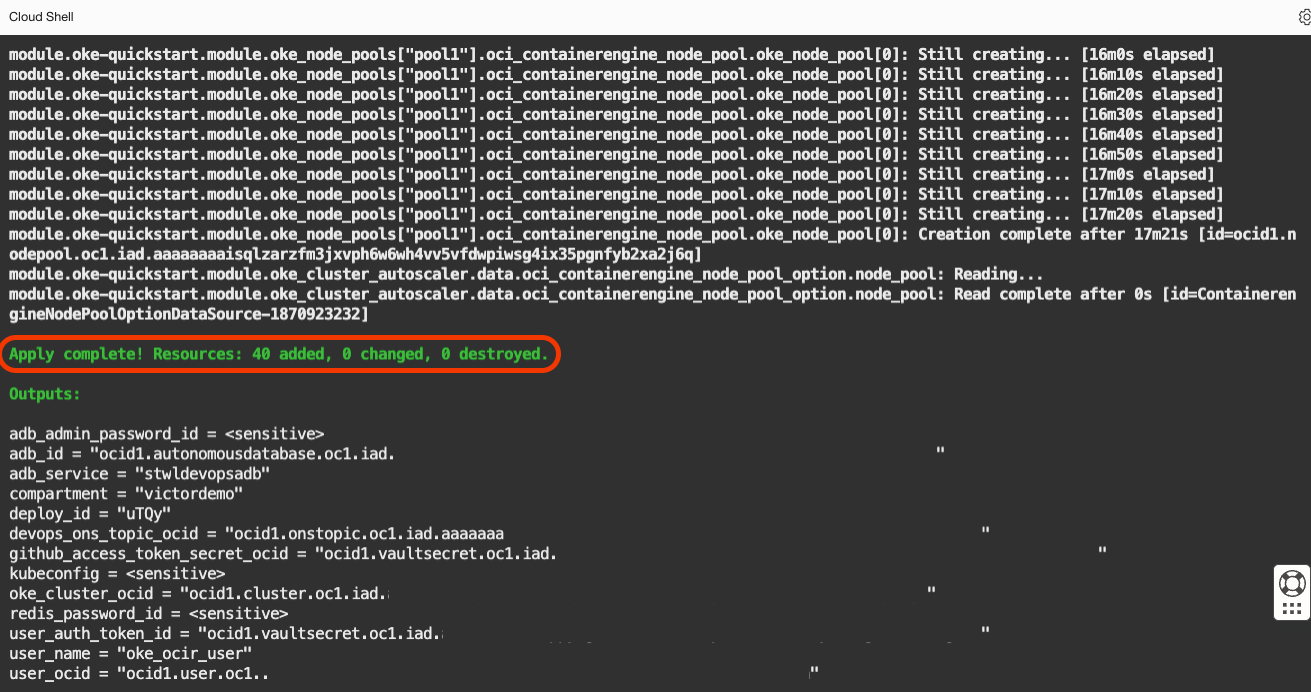 Cloud Shell
module.oke-quickstart.module.oke_node_pools["pool1"].oci_containerengine_node_pool.oke_node_pool[0]: Still creating... [16m0s elapsed]
module.oke-quickstart.module.oke_node_pools["pool1"].oci_containerengine_node_pool.oke_node_pool[0]: Still creating... [16m10s elapsed]
module.oke-quickstart.module.oke_node_pools["pool1"].oci_containerengine_node_pool.oke_node_pool[0]: Still creating... [16m20s elapsed]
module.oke-quickstart.module.oke_node_pools["pool1"].oci_containerengine_node_pool.oke_node_pool[0]: Still creating... [16m30s elapsed]
module.oke-quickstart.module.oke_node_pools["pool1"].oci_containerengine_node_pool.oke_node_pool[0]: Still creating... [16m40s elapsed]
module.oke-quickstart.module.oke_node_pools["pool1"].oci_containerengine_node_pool.oke_node_pool[0]: Still creating... [16m50s elapsed]
module.oke-quickstart.module.oke_node_pools["pool1"].oci_containerengine_node_pool.oke_node_pool[0]: Still creating... [17m0s elapsed]
module.oke-quickstart.module.oke_node_pools["pool1"].oci_containerengine_node_pool.oke_node_pool[0]: Still creating... [17m10s elapsed]
module.oke-quickstart.module.oke_node_pools["pool1"].oci_containerengine_node_pool.oke_node_pool[0]: Still creating... [17m20s elapsed]
module.oke-quickstart.module.oke_node_pools["pool1"].oci_containerengine_node_pool.oke_node_pool[0]: Creation complete after 17m21s [id=ocid1.n
odepool.oc1.iad.aaaaaaaaisqlzarzfm3jxvph6w6wh4vv5vfdwpiwsg4ix35pgnfyb2xa2j6q]
module.oke-quickstart.module.oke_cluster_autoscaler.data.oci_containerengine_node_pool_option.node_pool: Reading...
module.oke-quickstart.module.oke_cluster_autoscaler.data.oci_containerengine_node_pool_option.node_pool: Read complete after 0s [id=Containeren
gineNodePoolOptionDataSource-1870923232]
Apply complete! Resources: 40 added, 0 changed, 0 destroyed.
Outputs:
adb_admin_password_id = <sensitive>
adb_id = "ocid1.autonomousdatabase.oc1.iad. "
adb_service = "stwldevopsadb"
compartment = "victordemo"
deploy_id = "uTQy"
devops_ons_topic_ocid = "ocid1.onstopic.oc1.iad.aaaaaaa "
github_access_token_secret_ocid = "ocid1.vaultsecret.oc1.iad. "
kubeconfig = <sensitive>
oke_cluster_ocid = "ocid1.cluster.oc1.iad. "
redis_password_id = <sensitive>
user_auth_token_id = "ocid1.vaultsecret.oc1.iad. "
user_name = "oke_ocir_user"
user_ocid = "ocid1.user.oc1.. "